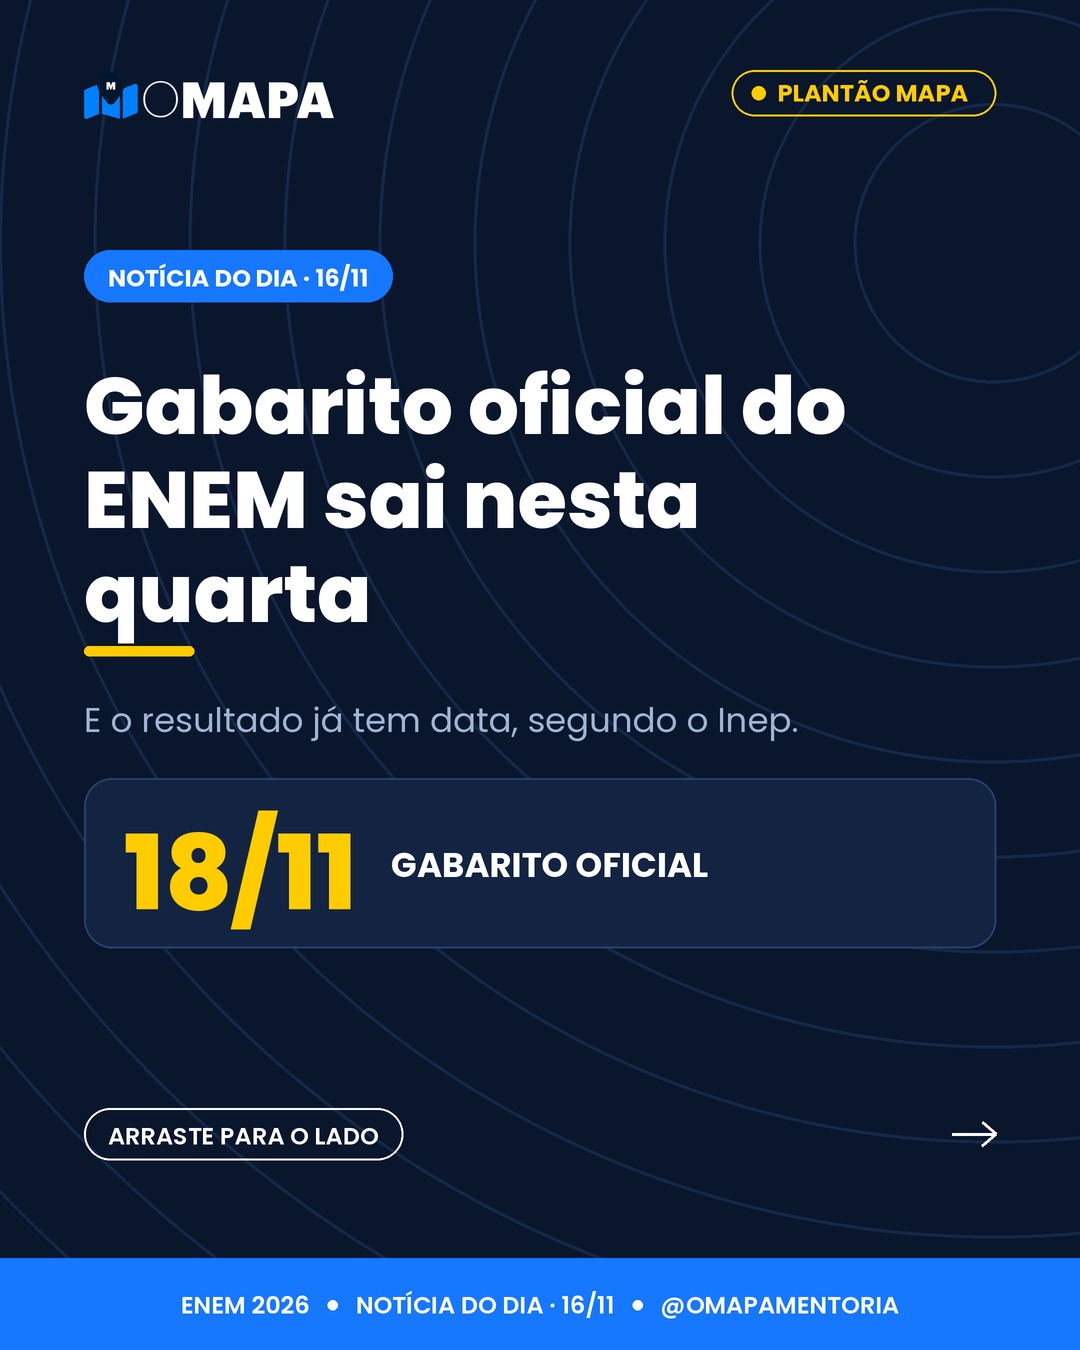 M OMAPA
PLANTÃO MAPA
NOTÍCIA DO DIA · 16/11
Gabarito oficial do
ENEM sai nesta
quarta
E o resultado já tem data, segundo o Inep.
18/11 GABARITO OFICIAL
ARRASTE PARA O LADO
ENEM 2026 • NOTÍCIA DO DIA · 16/11 • @OMAPAMENTORIA